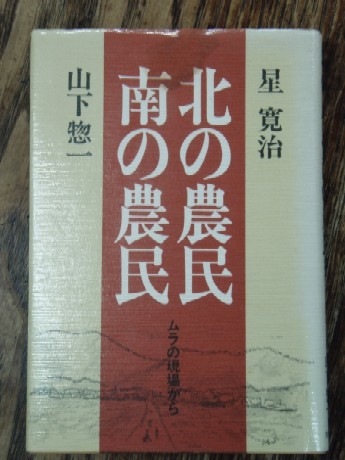 星 寛治
北の農民
南の農民
ムラの現場から
山下惣一